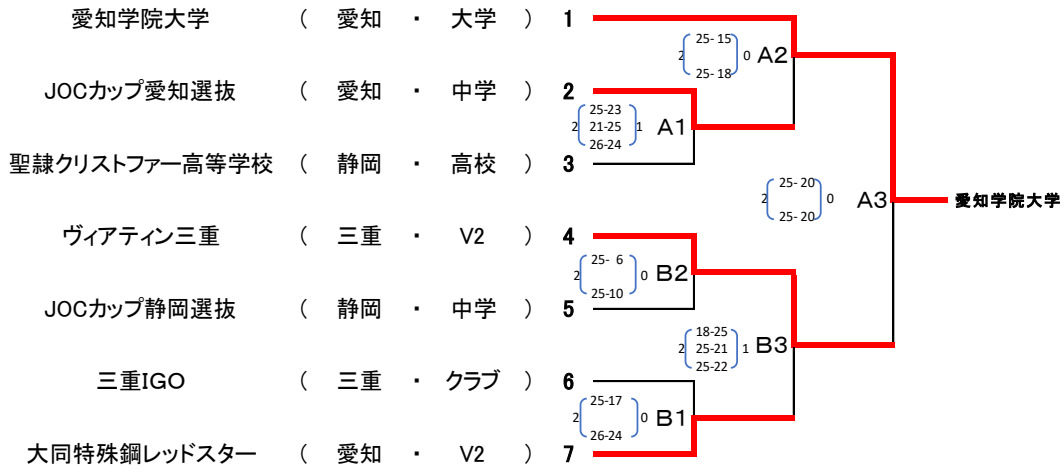 愛知学院大学 ( 愛知 ・ 大学 ) 1
25-15
2 0 A2
25-18
JOCカップ愛知選抜 ( 愛知 ・ 中学 ) 2
25-23
2 21-25 1 A1
26-24
聖隷クリストファー高等学校 ( 静岡 ・ 高校 ) 3
25-20
2 0 A3 愛知学院大学
25-20
ヴィアティン三重 ( 三重 ・ V2 ) 4
25- 6
2 0 B2
25-10
JOCカップ静岡選抜 ( 静岡 ・ 中学 ) 5
18-25
2 25-21 1 B3
25-22
三重IGO ( 三重 ・ クラブ ) 6
25-17
2 0 B1
26-24
大同特殊鋼レッドスター ( 愛知 ・ V2 ) 7